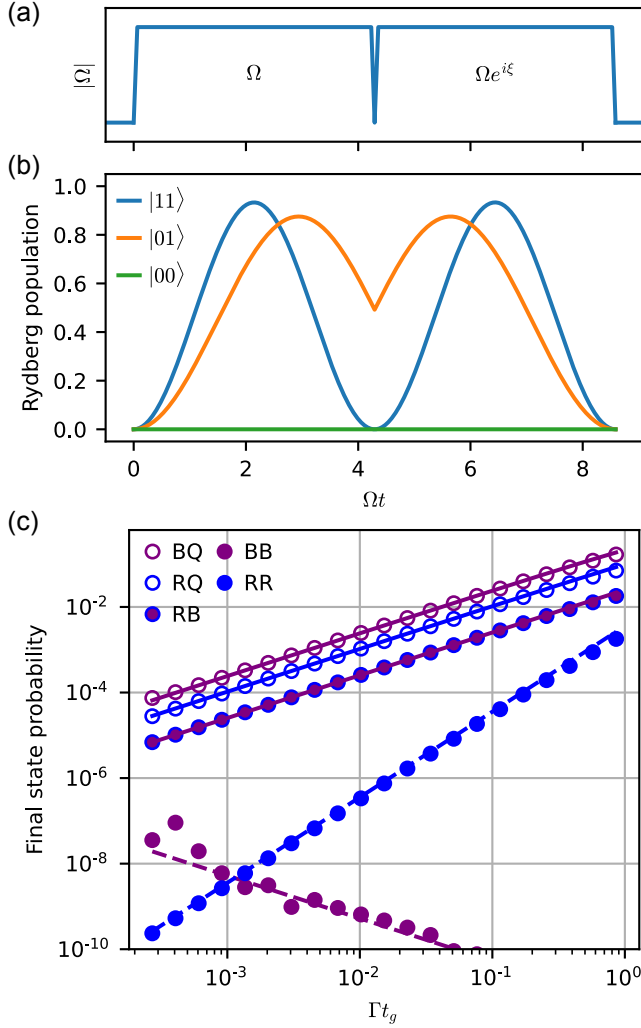 (a)
|Ω|
Ω
Ωe^{iξ}
(b)
Rydberg population
1.0
0.8
0.6
0.4
0.2
0.0
|11⟩
|01⟩
|00⟩
0
2
4
6
8
Ωt
(c)
Final state probability
BQ
BB
RQ
RR
RB
10^{-2}
10^{-4}
10^{-6}
10^{-8}
10^{-10}
10^{-3}
10^{-2}
10^{-1}
10^{0}
Γt_g